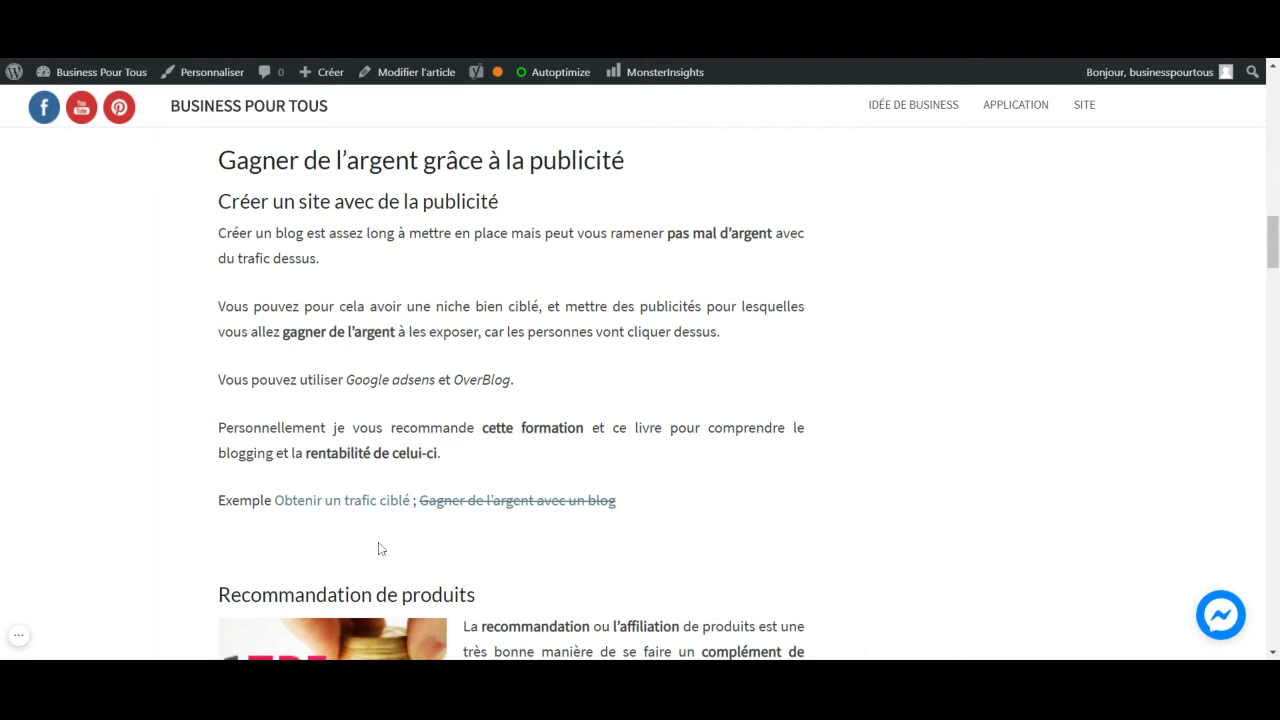 Business Pour Tous Personnaliser 0 Créer Modifier l'article Autoptimize MonsterInsights Bonjour, businesspourtous
f You Tube BUSINESS POUR TOUS IDÉE DE BUSINESS APPLICATION SITE
Gagner de l’argent grâce à la publicité
Créer un site avec de la publicité
Créer un blog est assez long à mettre en place mais peut vous ramener pas mal d’argent avec
du trafic dessus.
Vous pouvez pour cela avoir une niche bien ciblé, et mettre des publicités pour lesquelles
vous allez gagner de l’argent à les exposer, car les personnes vont cliquer dessus.
Vous pouvez utiliser Google adsens et OverBlog.
Personnellement je vous recommande cette formation et ce livre pour comprendre le
blogging et la rentabilité de celui-ci.
Exemple Obtenir un trafic ciblé ; Gagner de l’argent avec un blog
Recommandation de produits
La recommandation ou l’affiliation de produits est une
très bonne manière de se faire un complément de